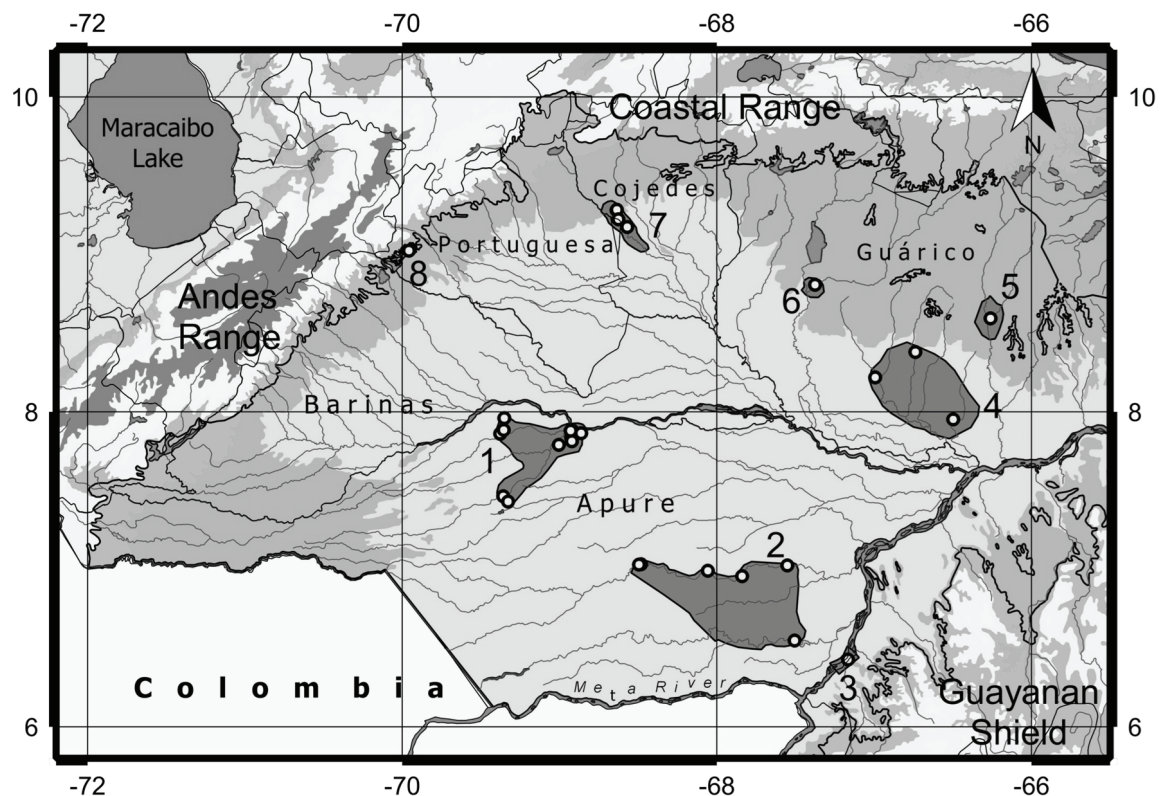 -72 -70 -68 -66
10 10
Coastal Range
Maracaibo
Lake
N
Cojedes
7
Portuguesa
Guárico
8
Andes
Range
6
5
Barinas
8 8
4
1
Apure
2
Colombia
Meta River
3
Guayanan
Shield
6 6
-72 -70 -68 -66